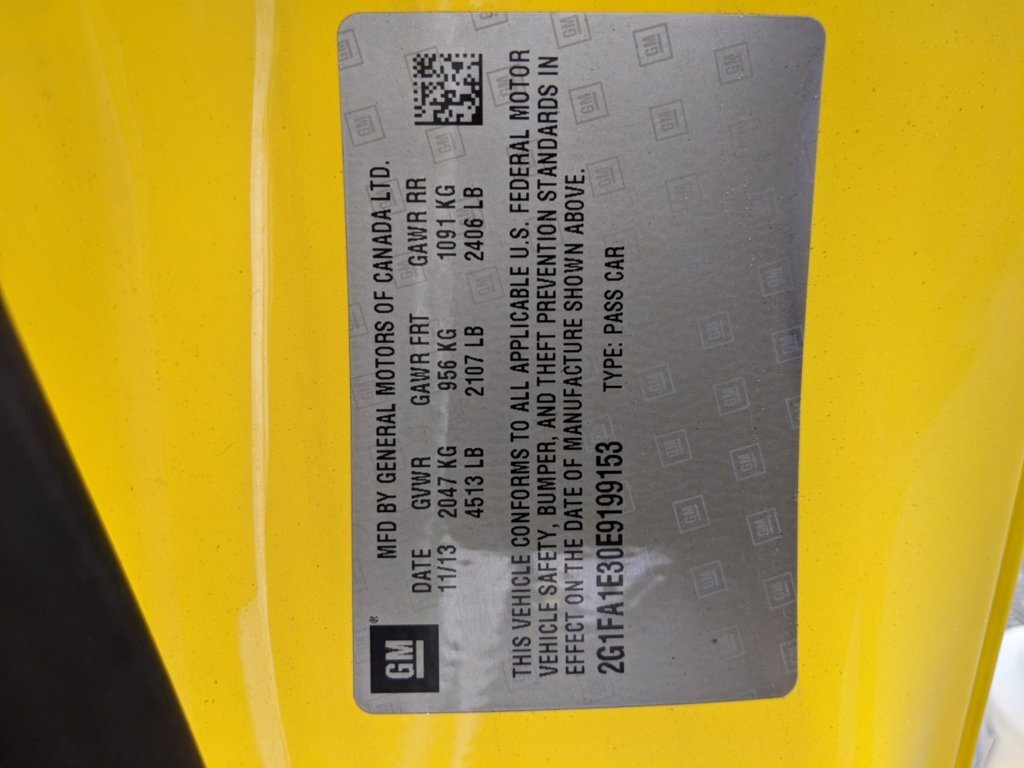 GM®
MFD BY GENERAL MOTORS OF CANADA LTD.
DATE GVWR GAWR FRT GAWR RR
11/13 2047 KG 956 KG 1091 KG
4513 LB 2107 LB 2406 LB
THIS VEHICLE CONFORMS TO ALL APPLICABLE U.S. FEDERAL MOTOR
VEHICLE SAFETY, BUMPER, AND THEFT PREVENTION STANDARDS IN
EFFECT ON THE DATE OF MANUFACTURE SHOWN ABOVE.
2G1FA1E30E9199153 TYPE: PASS CAR